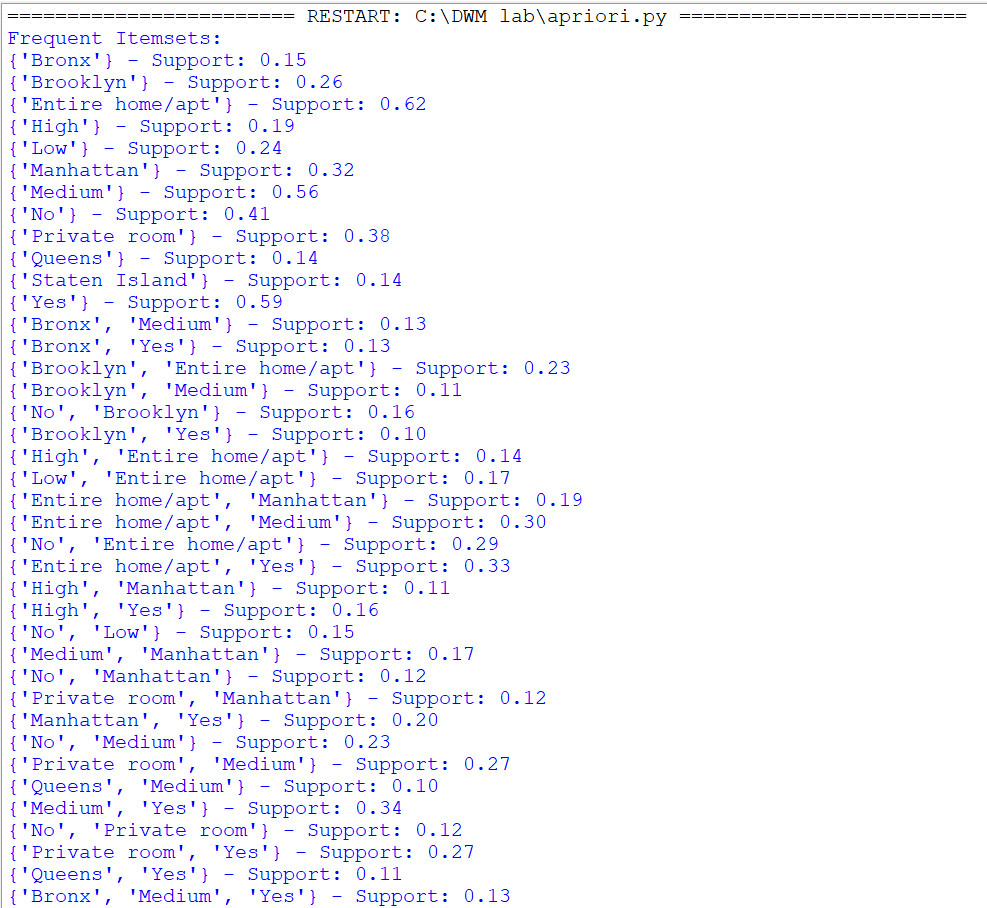 ======================== RESTART: C:\DWM lab\apriori.py ========================
Frequent Itemsets:
{'Bronx'} - Support: 0.15
{'Brooklyn'} - Support: 0.26
{'Entire home/apt'} - Support: 0.62
{'High'} - Support: 0.19
{'Low'} - Support: 0.24
{'Manhattan'} - Support: 0.32
{'Medium'} - Support: 0.56
{'No'} - Support: 0.41
{'Private room'} - Support: 0.38
{'Queens'} - Support: 0.14
{'Staten Island'} - Support: 0.14
{'Yes'} - Support: 0.59
{'Bronx', 'Medium'} - Support: 0.13
{'Bronx', 'Yes'} - Support: 0.13
{'Brooklyn', 'Entire home/apt'} - Support: 0.23
{'Brooklyn', 'Medium'} - Support: 0.11
{'No', 'Brooklyn'} - Support: 0.16
{'Brooklyn', 'Yes'} - Support: 0.10
{'High', 'Entire home/apt'} - Support: 0.14
{'Low', 'Entire home/apt'} - Support: 0.17
{'Entire home/apt', 'Manhattan'} - Support: 0.19
{'Entire home/apt', 'Medium'} - Support: 0.30
{'No', 'Entire home/apt'} - Support: 0.29
{'Entire home/apt', 'Yes'} - Support: 0.33
{'High', 'Manhattan'} - Support: 0.11
{'High', 'Yes'} - Support: 0.16
{'No', 'Low'} - Support: 0.15
{'Medium', 'Manhattan'} - Support: 0.17
{'No', 'Manhattan'} - Support: 0.12
{'Private room', 'Manhattan'} - Support: 0.12
{'Manhattan', 'Yes'} - Support: 0.20
{'No', 'Medium'} - Support: 0.23
{'Private room', 'Medium'} - Support: 0.27
{'Queens', 'Medium'} - Support: 0.10
{'Medium', 'Yes'} - Support: 0.34
{'No', 'Private room'} - Support: 0.12
{'Private room', 'Yes'} - Support: 0.27
{'Queens', 'Yes'} - Support: 0.11
{'Bronx', 'Medium', 'Yes'} - Support: 0.13